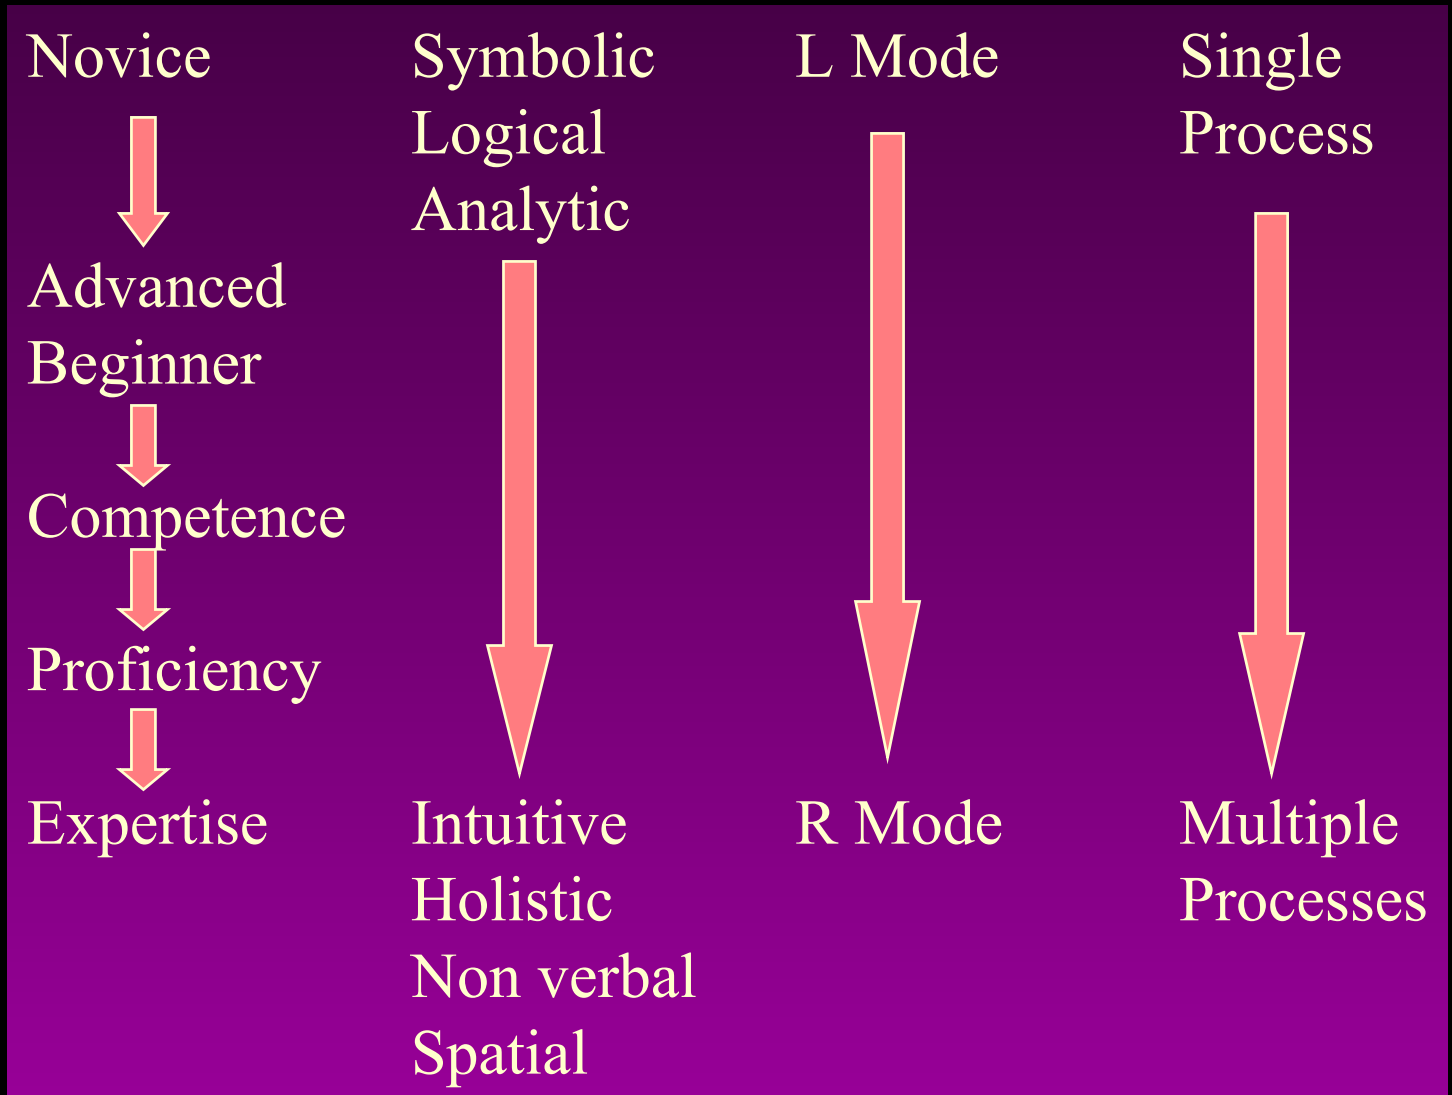 Novice
Advanced
Beginner
Competence
Proficiency
Expertise
Symbolic
Logical
Analytic
Intuitive
Holistic
Non verbal
Spatial
L Mode
R Mode
Single
Process
Multiple
Processes